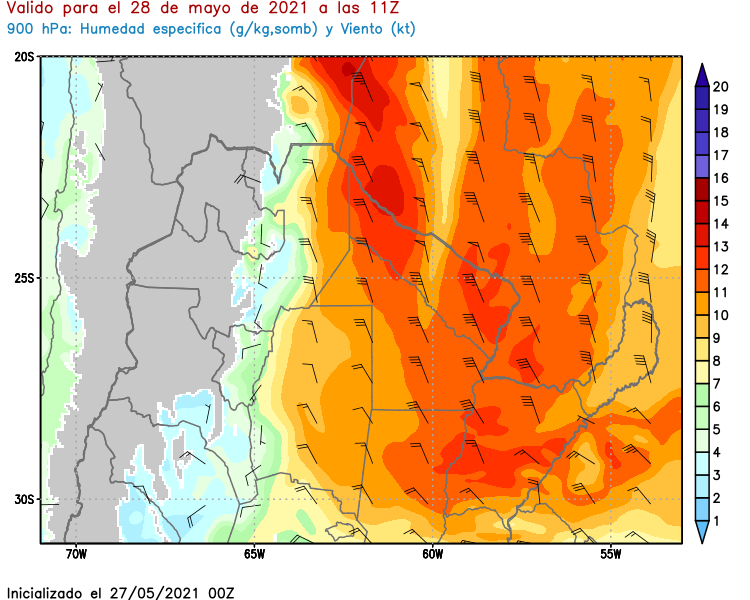 Valido para el 28 de mayo de 2021 a las 11Z
900 hPa: Humedad especifica (g/kg,somb) y Viento (kt)
20S
25S
30S
70W
65W
60W
55W
20
19
18
17
16
15
14
13
12
11
10
9
8
7
6
5
4
3
2
1
Inicializado el 27/05/2021 00Z